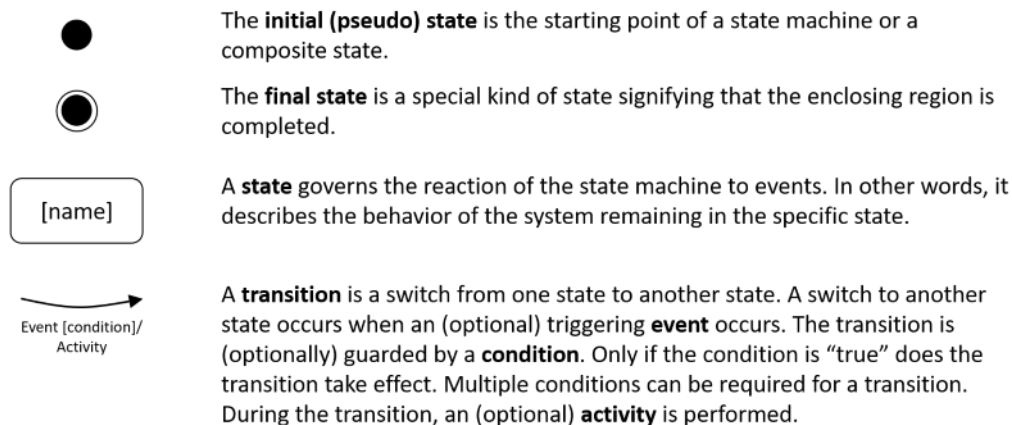 The initial (pseudo) state is the starting point of a state machine or a
composite state.
The final state is a special kind of state signifying that the enclosing region is
completed.
[name]
A state governs the reaction of the state machine to events. In other words, it
describes the behavior of the system remaining in the specific state.
Event [condition]/
Activity
A transition is a switch from one state to another state. A switch to another
state occurs when an (optional) triggering event occurs. The transition is
(optionally) guarded by a condition. Only if the condition is “true” does the
transition take effect. Multiple conditions can be required for a transition.
During the transition, an (optional) activity is performed.